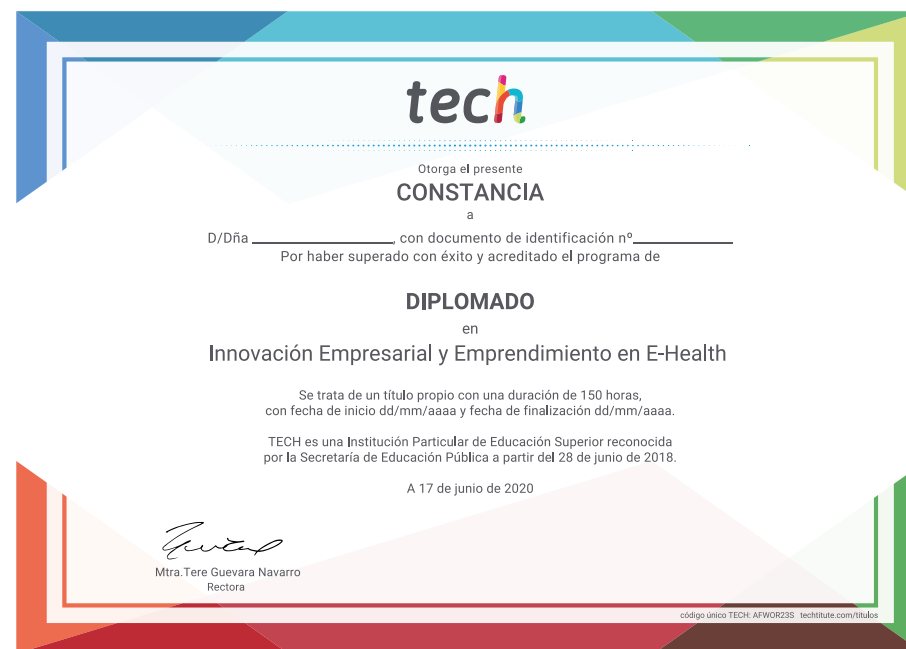 tech
Otorga el presente
CONSTANCIA
a
D/Dña ____________________, con documento de identificación nº______________
Por haber superado con éxito y acreditado el programa de
DIPLOMADO
en
Innovación Empresarial y Emprendimiento en E-Health
Se trata de un título propio con una duración de 150 horas,
con fecha de inicio dd/mm/aaaa y fecha de finalización dd/mm/aaaa.
TECH es una Institución Particular de Educación Superior reconocida
por la Secretaría de Educación Pública a partir del 28 de junio de 2018.
A 17 de junio de 2020
Mtra.Tere Guevara Navarro
Rectora
código único TECH: AFWOR23S techtitute.com/titulos